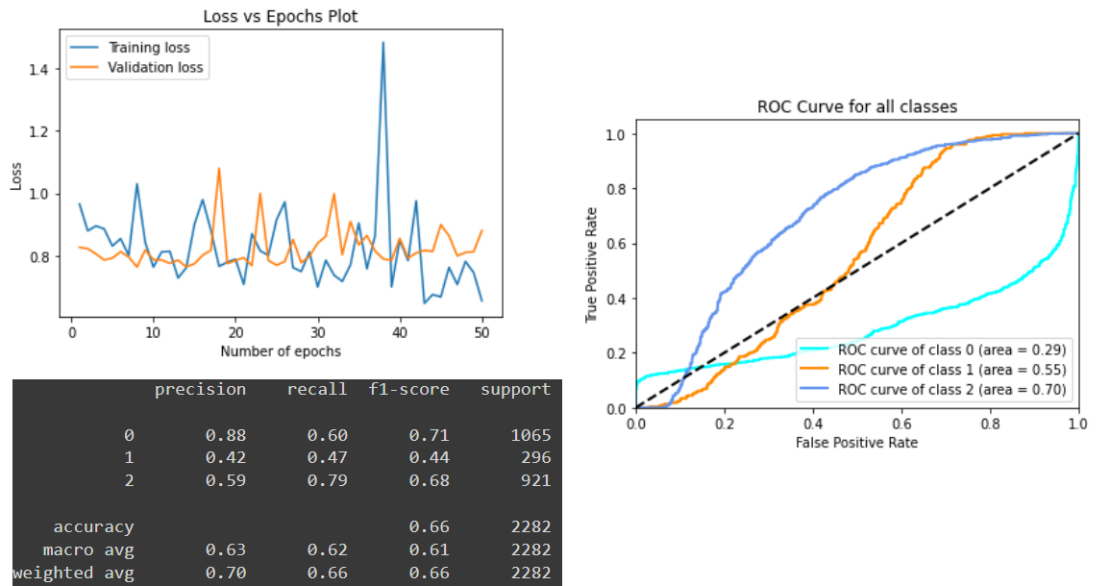 Loss vs Epochs Plot
Training loss
Validation loss
1.4
1.2
1.0
0.8
Loss
0 10 20 30 40 50
Number of epochs
ROC Curve for all classes
1.0
0.8
0.6
0.4
0.2
0.0
True Positive Rate
ROC curve of class 0 (area = 0.29)
ROC curve of class 1 (area = 0.55)
ROC curve of class 2 (area = 0.70)
0.0 0.2 0.4 0.6 0.8 1.0
False Positive Rate
precision recall f1-score support
0 0.88 0.60 0.71 1065
1 0.42 0.47 0.44 296
2 0.59 0.79 0.68 921
accuracy 0.66 2282
macro avg 0.63 0.62 0.61 2282
weighted avg 0.70 0.66 0.66 2282